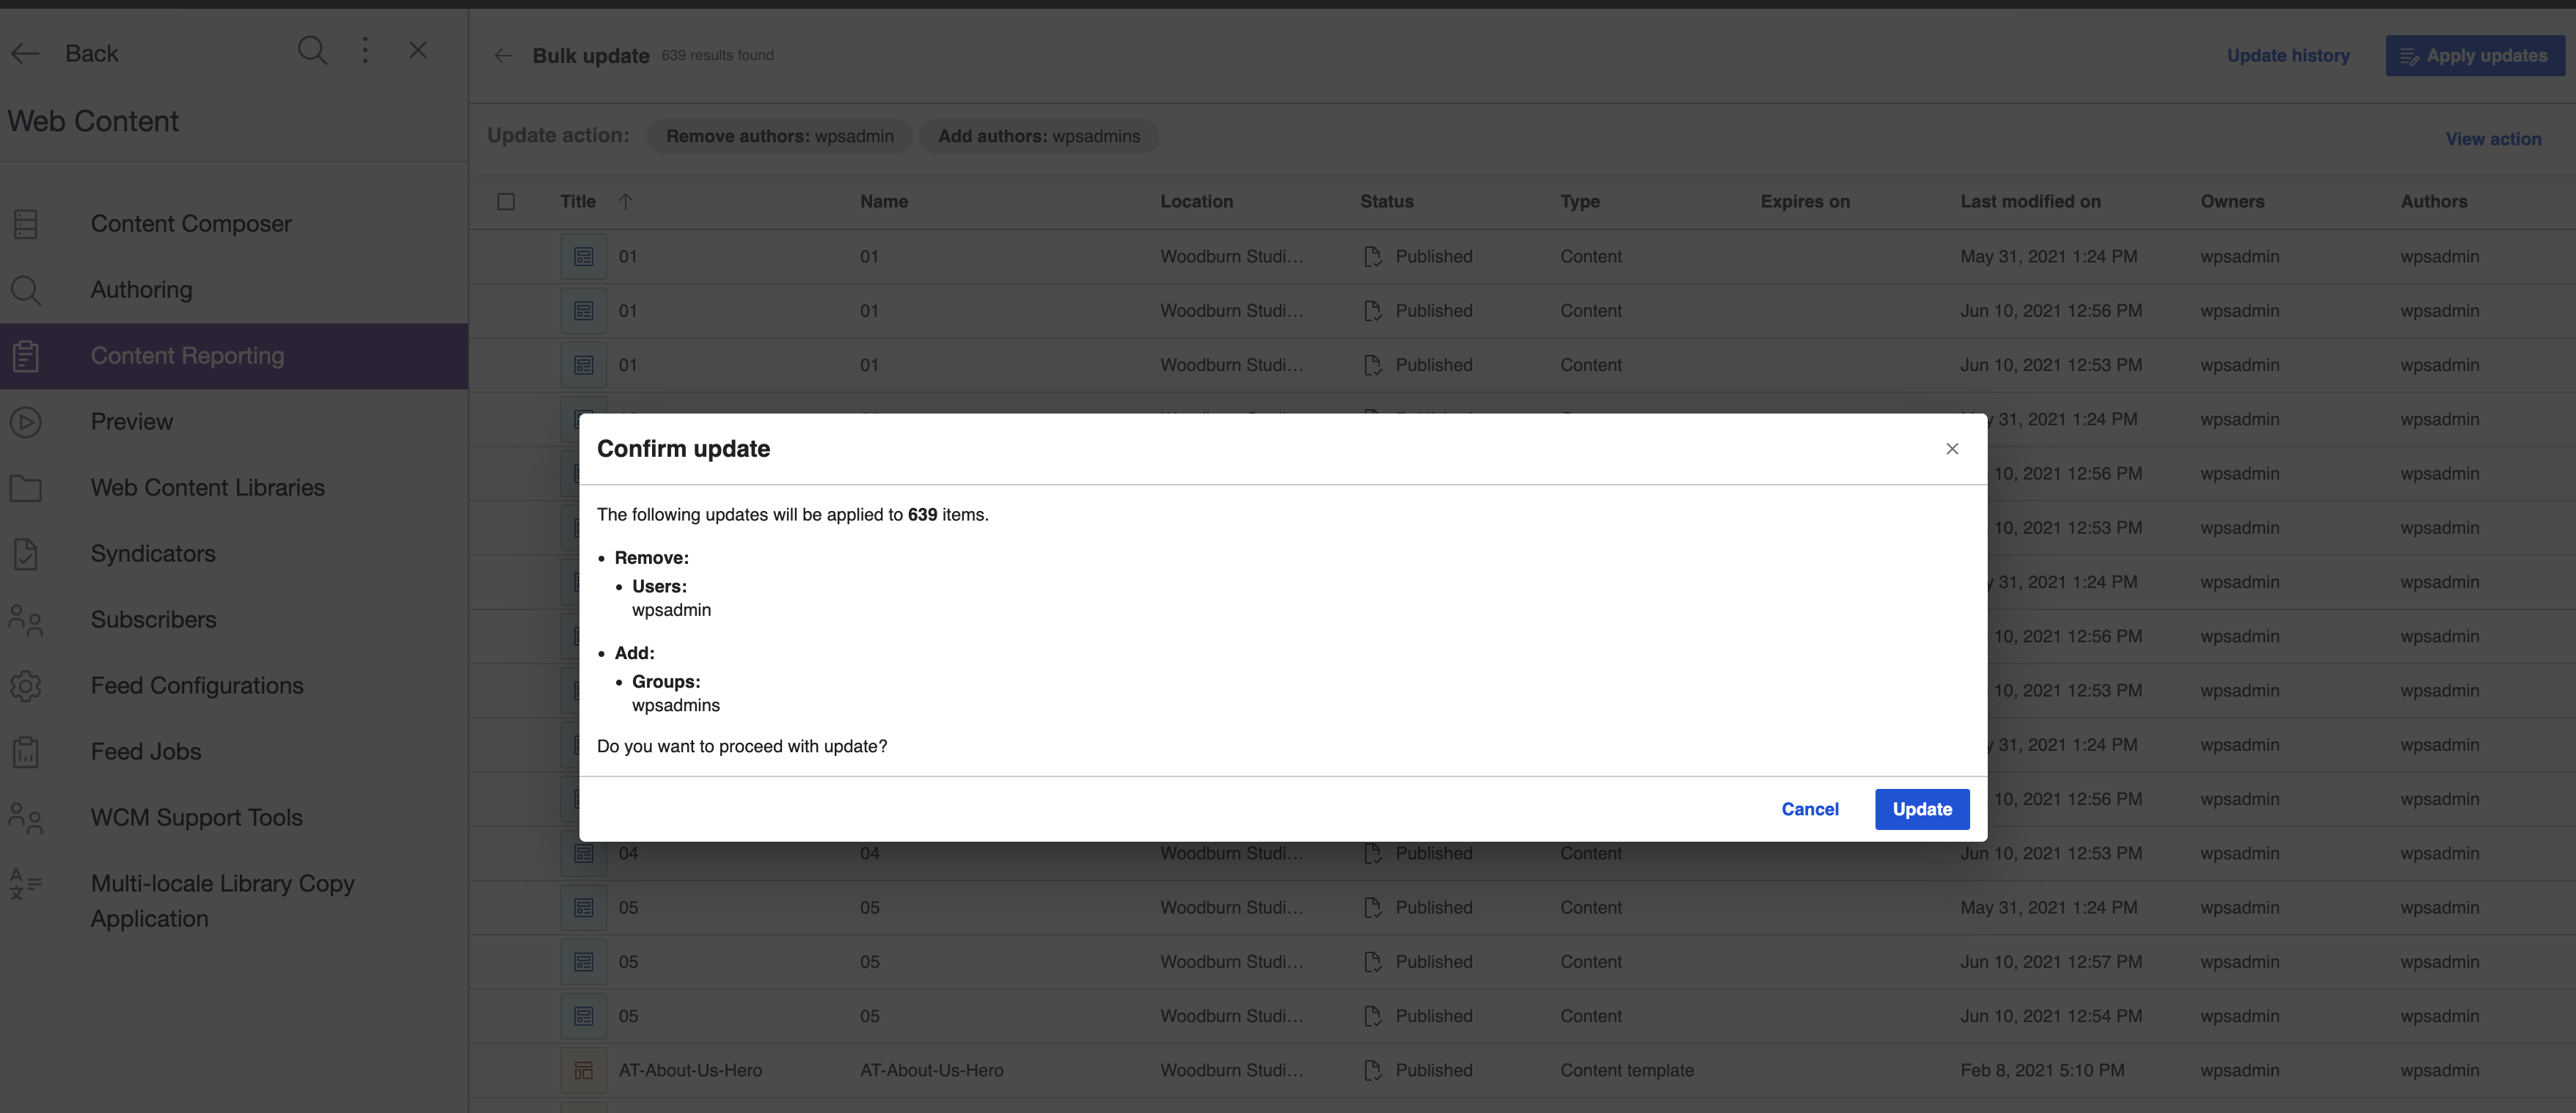 Back
Web Content
Content Composer
Authoring
Content Reporting
Preview
Web Content Libraries
Syndicators
Subscribers
Feed Configurations
Feed Jobs
WCM Support Tools
Multi-locale Library Copy
Application
Bulk update 639 results found Update history Apply updates
Update action: Remove authors: wpsadmin Add authors: wpsadmins View action
Title Name Location Status Type Expires on Last modified on Owners Authors
01 01 Woodburn Studi... Published Content May 31, 2021 1:24 PM wpsadmin wpsadmin
01 01 Woodburn Studi... Published Content Jun 10, 2021 12:56 PM wpsadmin wpsadmin
01 01 Woodburn Studi... Published Content Jun 10, 2021 12:53 PM wpsadmin wpsadmin
31, 2021 1:24 PM wpsadmin wpsadmin
10, 2021 12:56 PM wpsadmin wpsadmin
10, 2021 12:53 PM wpsadmin wpsadmin
31, 2021 1:24 PM wpsadmin wpsadmin
10, 2021 12:56 PM wpsadmin wpsadmin
10, 2021 12:53 PM wpsadmin wpsadmin
31, 2021 1:24 PM wpsadmin wpsadmin
10, 2021 12:56 PM wpsadmin wpsadmin
Confirm update
The following updates will be applied to 639 items.
• Remove:
• Users:
wpsadmin
• Add:
• Groups:
wpsadmins
Do you want to proceed with update?
Cancel Update
04 04 Woodburn Studi... Published Content Jun 10, 2021 12:53 PM wpsadmin wpsadmin
05 05 Woodburn Studi... Published Content May 31, 2021 1:24 PM wpsadmin wpsadmin
05 05 Woodburn Studi... Published Content Jun 10, 2021 12:57 PM wpsadmin wpsadmin
05 05 Woodburn Studi... Published Content Jun 10, 2021 12:54 PM wpsadmin wpsadmin
AT-About-Us-Hero AT-About-Us-Hero Woodburn Studi... Published Content template Feb 8, 2021 5:10 PM wpsadmin wpsadmin